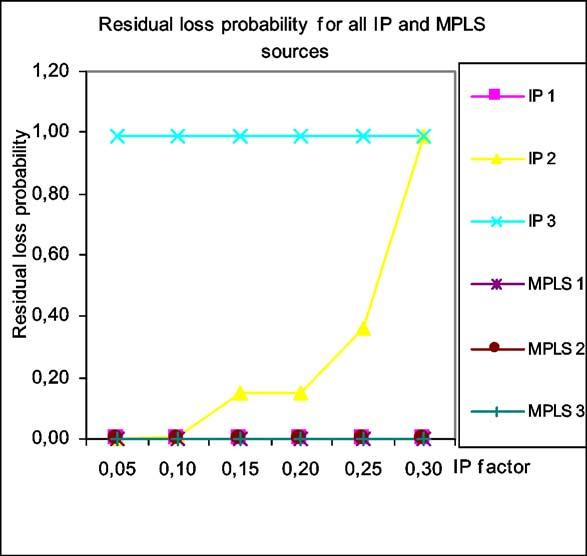 Residual loss probability for all IP and MPLS
sources
Residual loss probability
1,20
1,00
0,80
0,60
0,40
0,20
0,00
0,05 0,10 0,15 0,20 0,25 0,30 IP factor
IP 1
IP 2
IP 3
MPLS 1
MPLS 2
MPLS 3